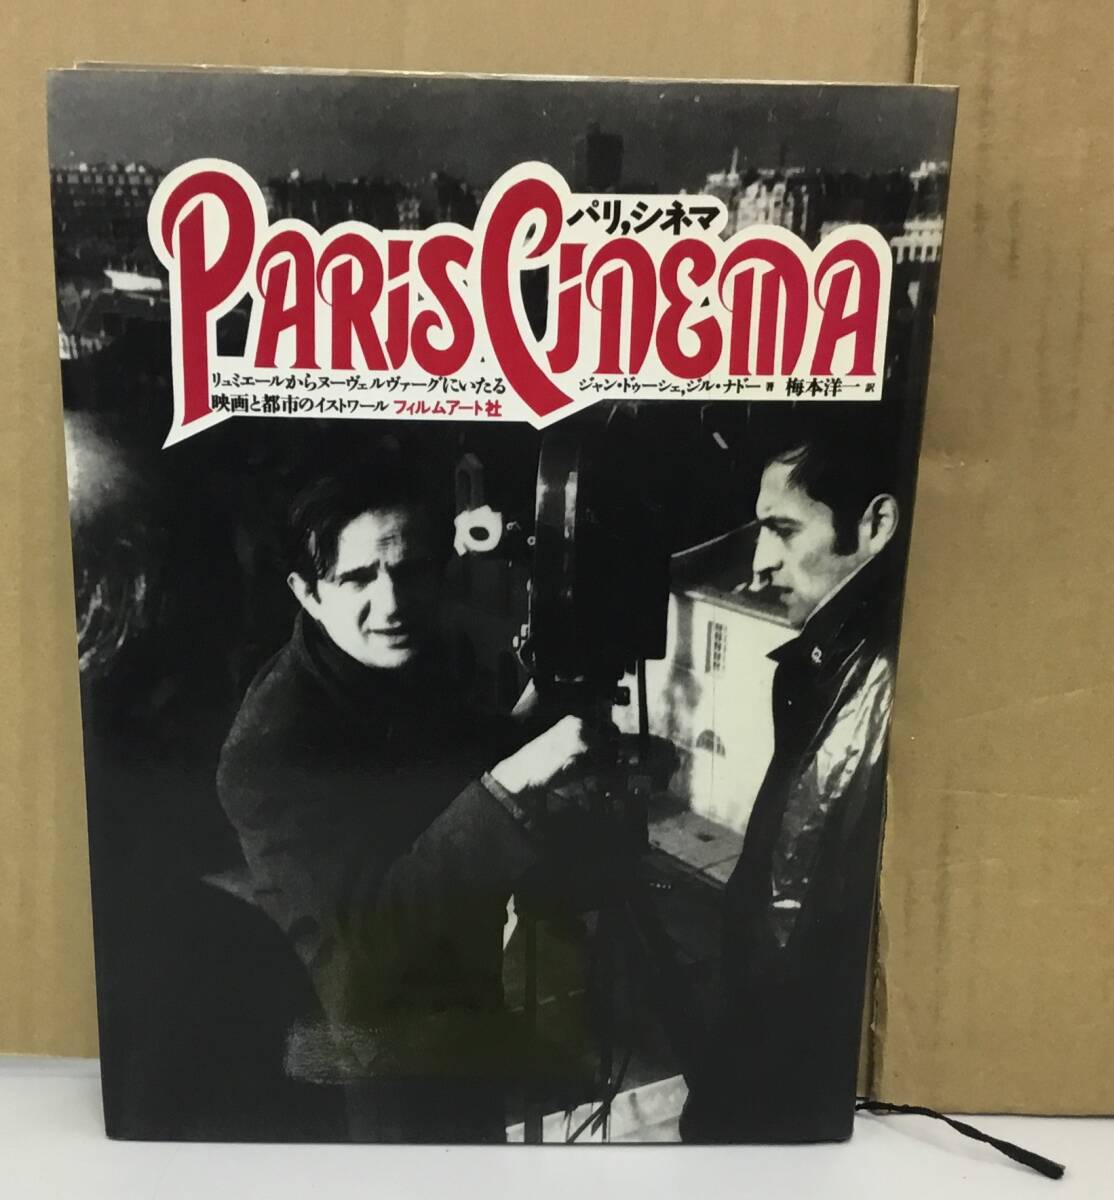 パリ,シネマ
PARIS CINEMA
リュミエールからヌーヴェルヴァーグにいたる
映画と都市のイストワール フィルムアート社
ジャン・ドゥーシェ,ジル・ナドー 著 梅本洋一 訳